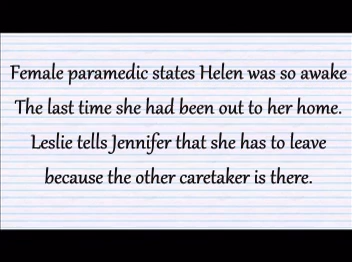 Female paramedic states Helen was so awake
The last time she had been out to her home.
Leslie tells Jennifer that she has to leave
because the other caretaker is there.